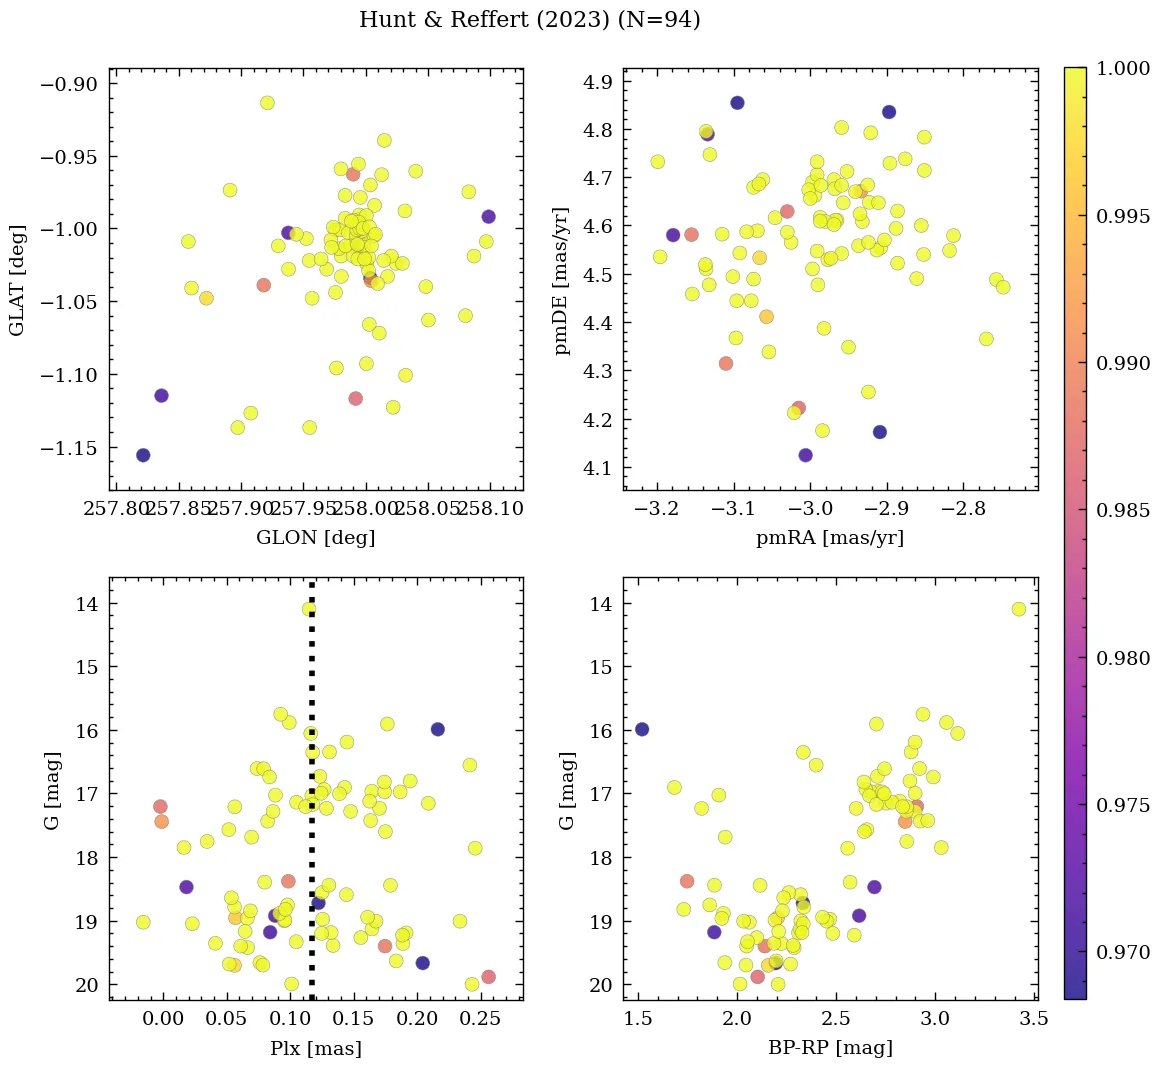 Hunt & Reffert (2023) (N=94)
−0.90
−0.95
−1.00
−1.05
−1.10
−1.15
GLAT [deg]
257.80 257.85 257.90 257.95 258.00 258.05 258.10
GLON [deg]
4.9
4.8
4.7
4.6
4.5
4.4
4.3
4.2
4.1
pmDE [mas/yr]
−3.2 −3.1 −3.0 −2.9 −2.8
pmRA [mas/yr]
14
15
16
17
18
19
20
G [mag]
0.00 0.05 0.10 0.15 0.20 0.25
Plx [mas]
14
15
16
17
18
19
20
G [mag]
1.5 2.0 2.5 3.0 3.5
BP-RP [mag]
1.000
0.995
0.990
0.985
0.980
0.975
0.970